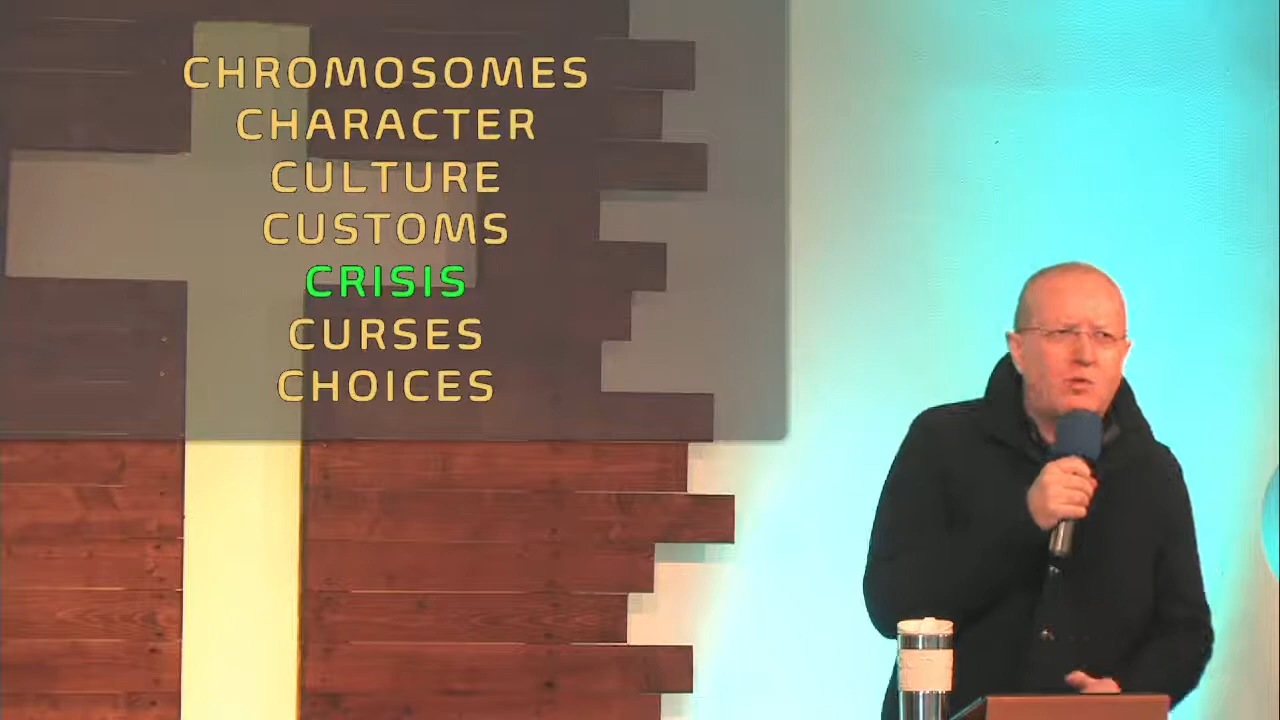 CHROMOSOMES
CHARACTER
CULTURE
CUSTOMS
CRISIS
CURSES
CHOICES